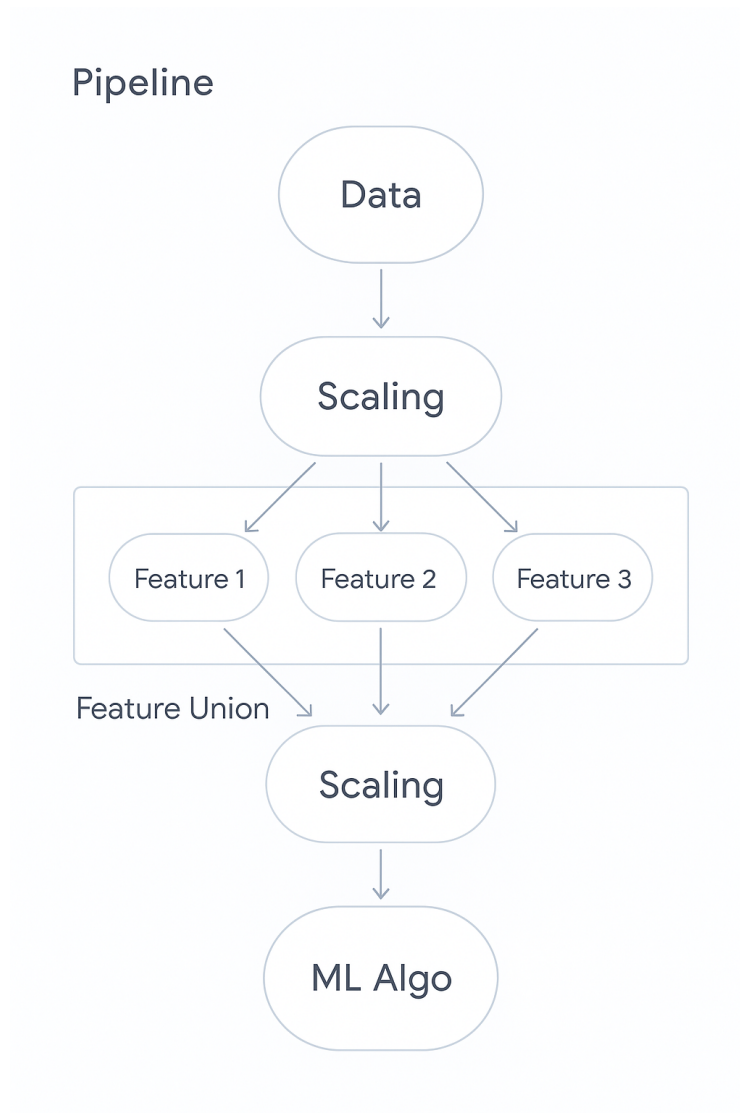 Pipeline
Data
Scaling
Feature 1
Feature 2
Feature 3
Feature Union
Scaling
ML Algo